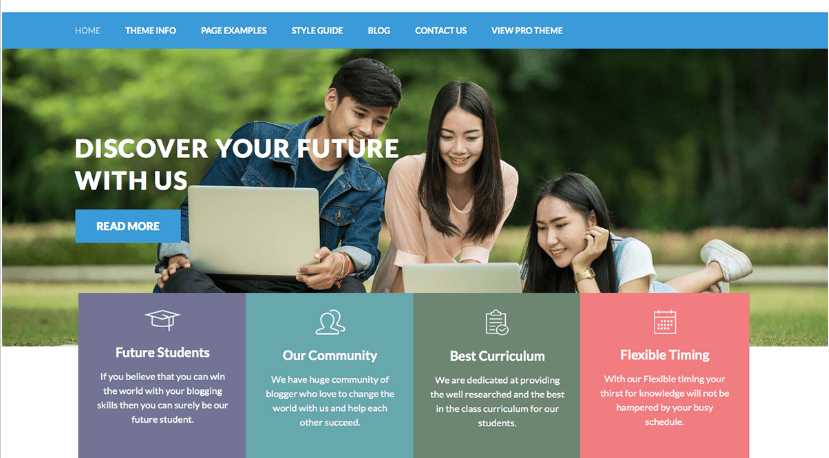 HOME THEME INFO PAGE EXAMPLES STYLE GUIDE BLOG CONTACT US VIEW PRO THEME
DISCOVER YOUR FUTURE
WITH US
READ MORE
Future Students
If you believe that you can win
the world with your blogging
skills then you can surely be our
future student.
Our Community
We have huge community of
blogger who love to change the
world with us and help each
other succeed.
Best Curriculum
We are dedicated at providing
the well researched and the best
in the class curriculum for our
students.
Flexible Timing
With our Flexible timing your
thirst for knowledge will not be
hampered by your busy
schedule.